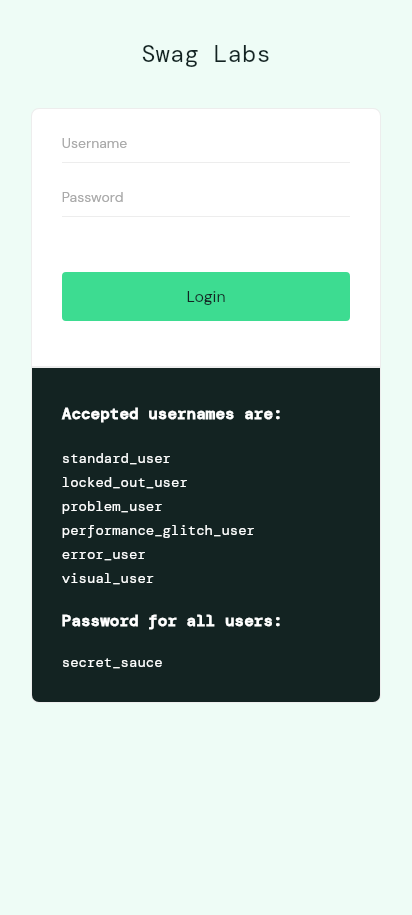 Swag Labs
Username
Password
Login
Accepted usernames are:
standard_user
locked_out_user
problem_user
performance_glitch_user
error_user
visual_user
Password for all users:
secret_sauce